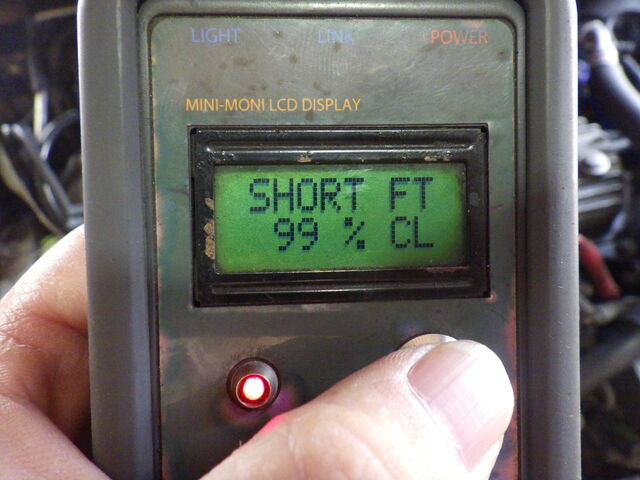 LIGHT LINK POWER
MINI-MONI LCD DISPLAY
SHORT FT
99 % CL